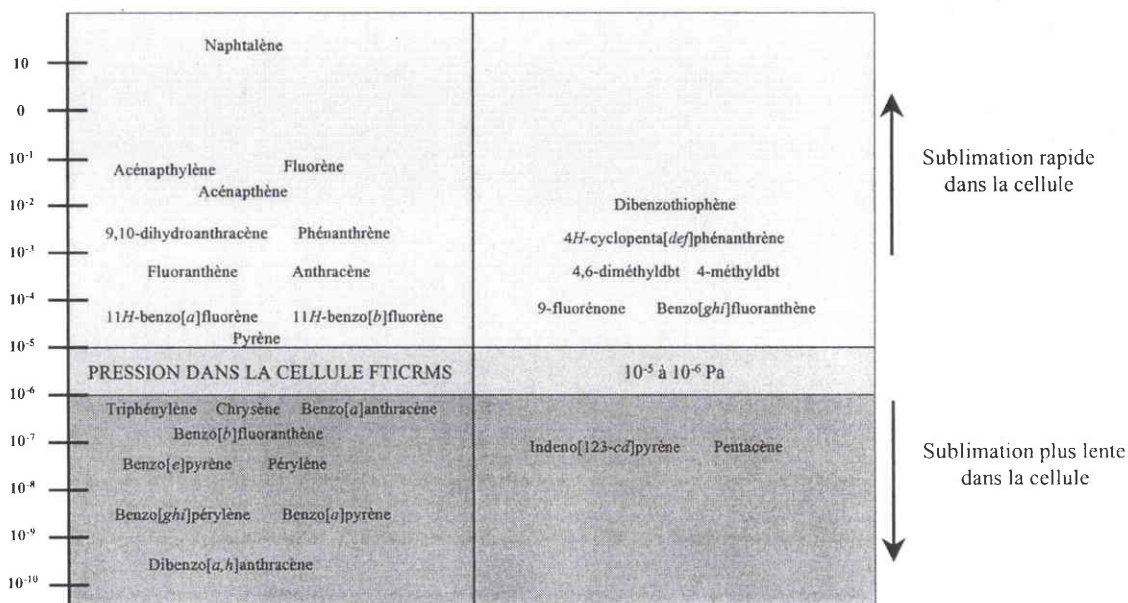 Naphtalène
10
0
10⁻¹
Acénapthylène Fluorène
Acénapthène
10⁻²
Dibenzothiophène
9,10-dihydroanthracène Phénanthrène
4H-cyclopenta[def]phénanthrène
10⁻³
Fluoranthène Anthracène
4,6-diméthyldbt 4-méthyldbt
10⁻⁴
11H-benzo[a]fluorène 11H-benzo[b]fluorène
9-fluorénone Benzo[ghi]fluoranthène
Pyrène
10⁻⁵
PRESSION DANS LA CELLULE FTICRMS 10⁻⁵ à 10⁻⁶ Pa
10⁻⁶
Triphénylène Chrysène Benzo[a]anthracène
Benzo[b]fluoranthène
10⁻⁷
Indeno[123-cd]pyrène Pentacène
Benzo[e]pyrène Pérylène
10⁻⁸
Benzo[ghi]pérylène Benzo[a]pyrène
10⁻⁹
Dibenzo[a,h]anthracène
10⁻¹⁰
Sublimation rapide
dans la cellule
Sublimation plus lente
dans la cellule